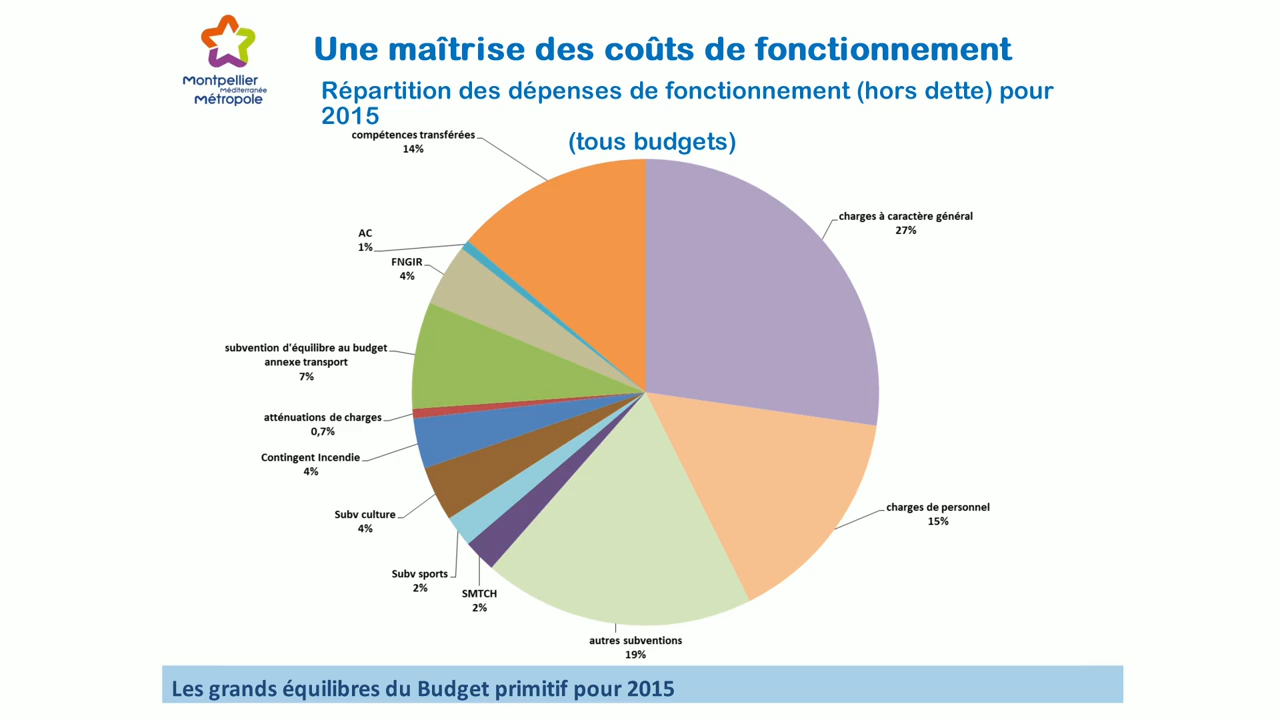 Montpellier
Méditerranée
Métropole
Une maîtrise des coûts de fonctionnement
Répartition des dépenses de fonctionnement (hors dette) pour
2015
(tous budgets)
compétences transférées
14%
charges à caractère général
27%
AC
1%
FNGIR
4%
subvention d'équilibre au budget
annexe transport
7%
atténuations de charges
0,7%
Contingent Incendie
4%
Subv culture
4%
charges de personnel
15%
Subv sports
2%
SMTCH
2%
autres subventions
19%
Les grands équilibres du Budget primitif pour 2015